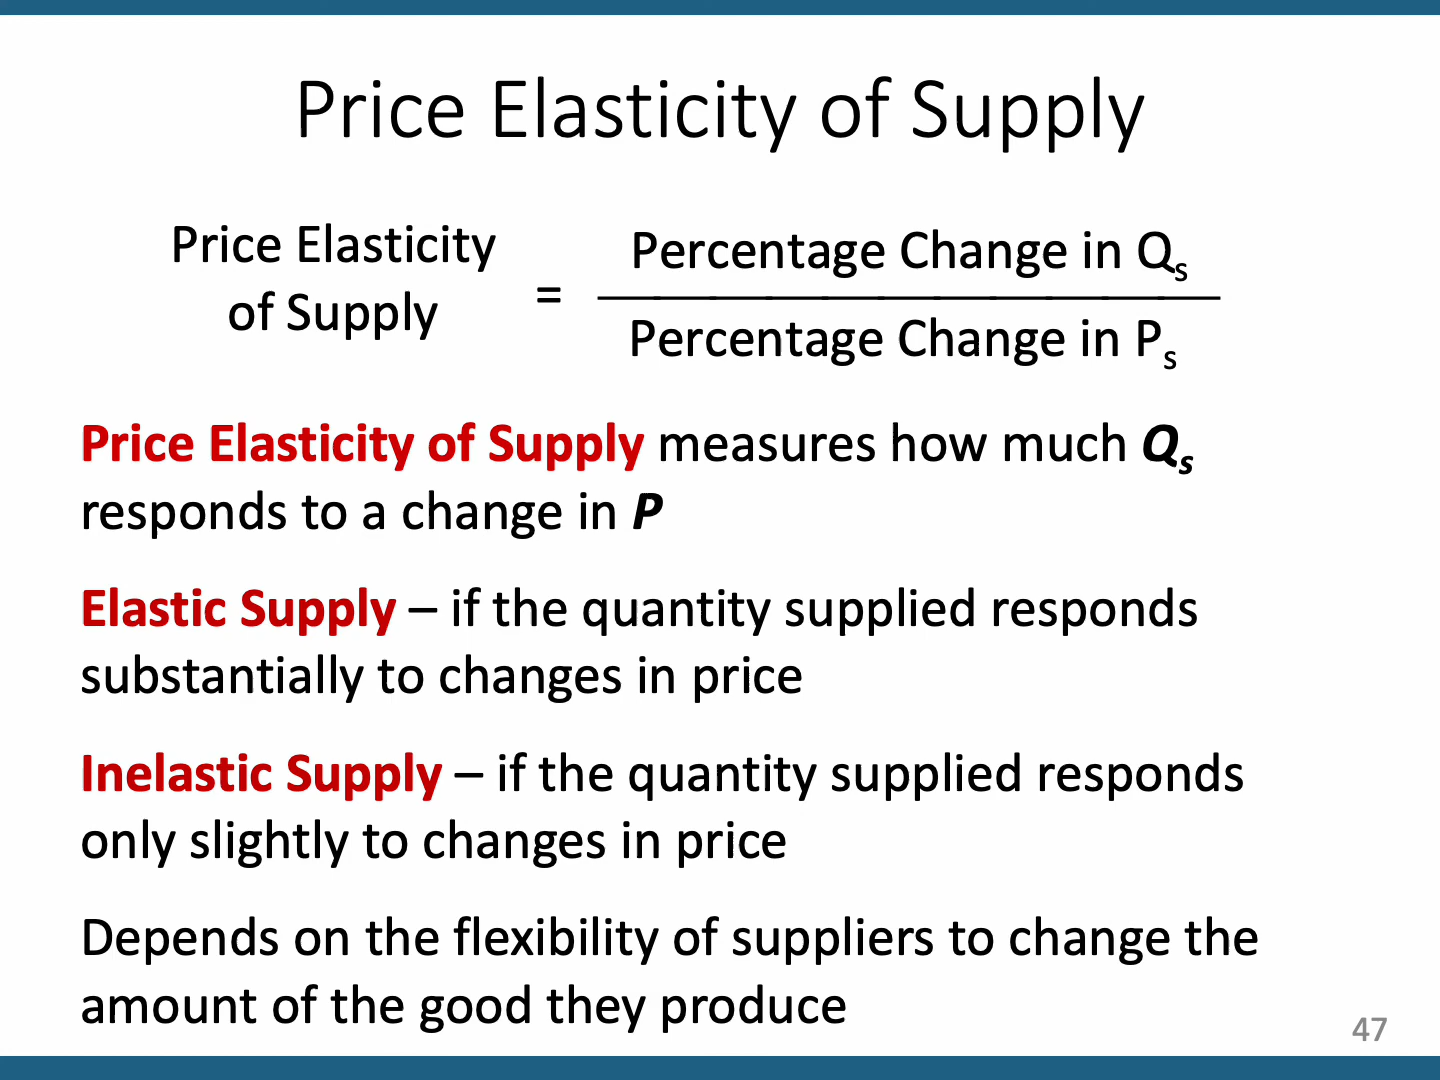 Price Elasticity of Supply
Price Elasticity
of Supply
=
Percentage Change in Qs
Percentage Change in Ps
Price Elasticity of Supply measures how much Qs
responds to a change in P
Elastic Supply – if the quantity supplied responds
substantially to changes in price
Inelastic Supply – if the quantity supplied responds
only slightly to changes in price
Depends on the flexibility of suppliers to change the
amount of the good they produce
47